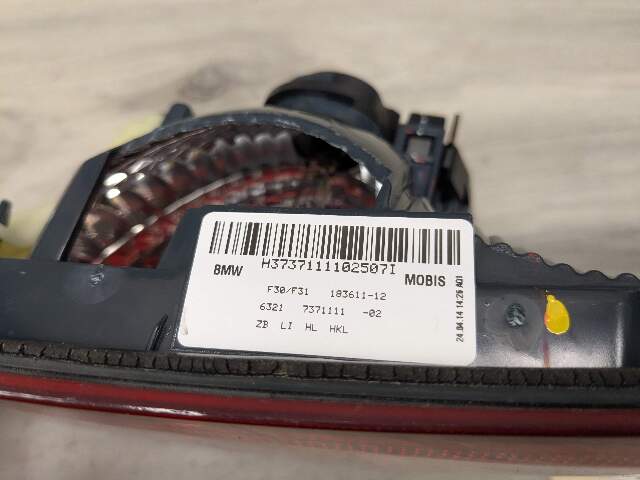 H3737111102507I
BMW MOBIS
F30/F31 183611-12
6321 7371111 -02
ZB LI HL HKL
24.04.14 14:26 A01